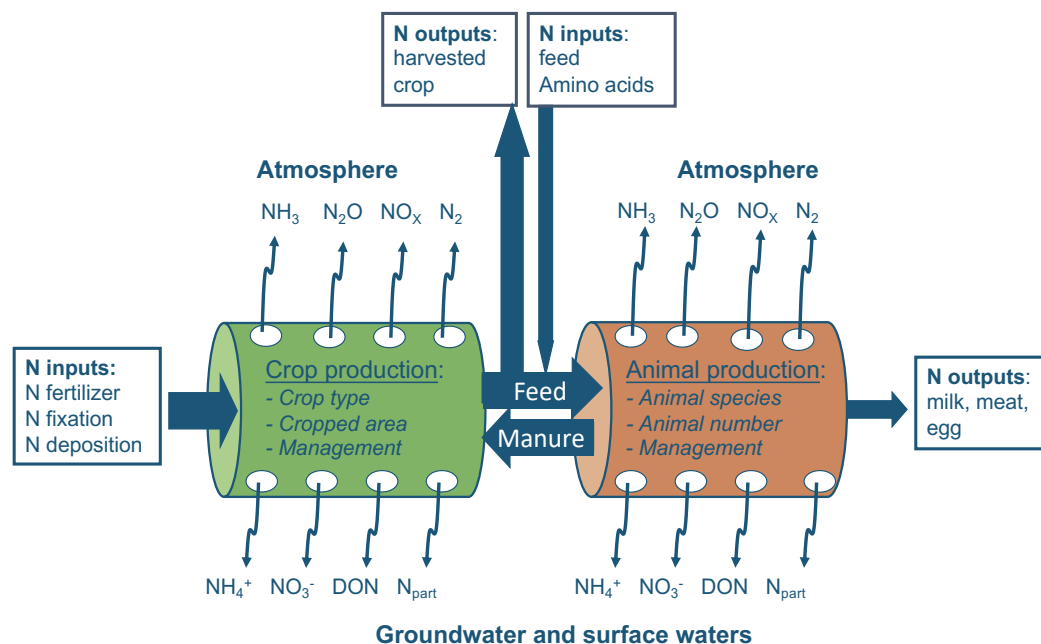 N outputs:
harvested
crop
N inputs:
feed
Amino acids
Atmosphere
Atmosphere
NH₃ N₂O NOₓ N₂
NH₃ N₂O NOₓ N₂
N inputs:
N fertilizer
N fixation
N deposition
Crop production:
- Crop type
- Cropped area
- Management
Feed
Manure
Animal production:
- Animal species
- Animal number
- Management
N outputs:
milk, meat,
egg
NH₄⁺ NO₃⁻ DON Nₚₐᵣₜ
NH₄⁺ NO₃⁻ DON Nₚₐᵣₜ
Groundwater and surface waters